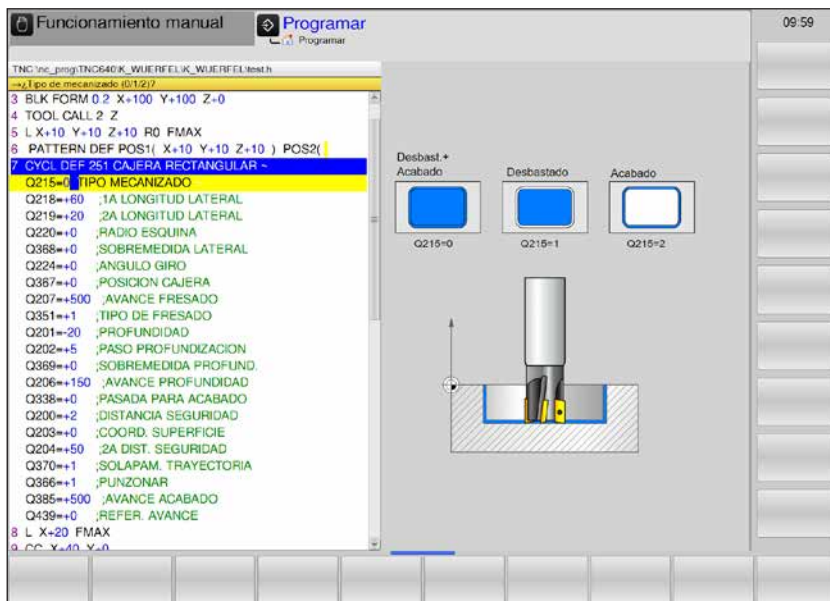 Funcionamiento manual
Programar
Programar
09:59
TNC:\nc_prog\TNC640\K_WUERFEL\K_WUERFEL\test.h
→¿Tipo de mecanizado (0/1/2)?
3 BLK FORM 0.2 X+100 Y+100 Z+0
4 TOOL CALL 2 Z
5 L X+10 Y+10 Z+10 R0 FMAX
6 PATTERN DEF POS1( X+10 Y+10 Z+10 ) POS2(
7 CYCL DEF 251 CAJERA RECTANGULAR ~
Q215=0 TIPO MECANIZADO
Q218=+60 ;1A LONGITUD LATERAL
Q219=+20 ;2A LONGITUD LATERAL
Q220=+0 ;RADIO ESQUINA
Q368=+0 ;SOBREMEDIDA LATERAL
Q224=+0 ;ANGULO GIRO
Q367=+0 ;POSICION CAJERA
Q207=+500 ;AVANCE FRESADO
Q351=+1 ;TIPO DE FRESADO
Q201=-20 ;PROFUNDIDAD
Q202=+5 ;PASO PROFUNDIZACION
Q369=+0 ;SOBREMEDIDA PROFUND.
Q206=+150 ;AVANCE PROFUNDIDAD
Q338=+0 ;PASADA PARA ACABADO
Q200=+2 ;DISTANCIA SEGURIDAD
Q203=+0 ;COORD. SUPERFICIE
Q204=+50 ;2A DIST. SEGURIDAD
Q370=+1 ;SOLAPAM. TRAYECTORIA
Q366=+1 ;PUNZONAR
Q385=+500 ;AVANCE ACABADO
Q439=+0 ;REFER. AVANCE
8 L X+20 FMAX
9 CC X+40 Y+0
Desbast.+
Acabado
Desbastado
Acabado
Q215=0
Q215=1
Q215=2